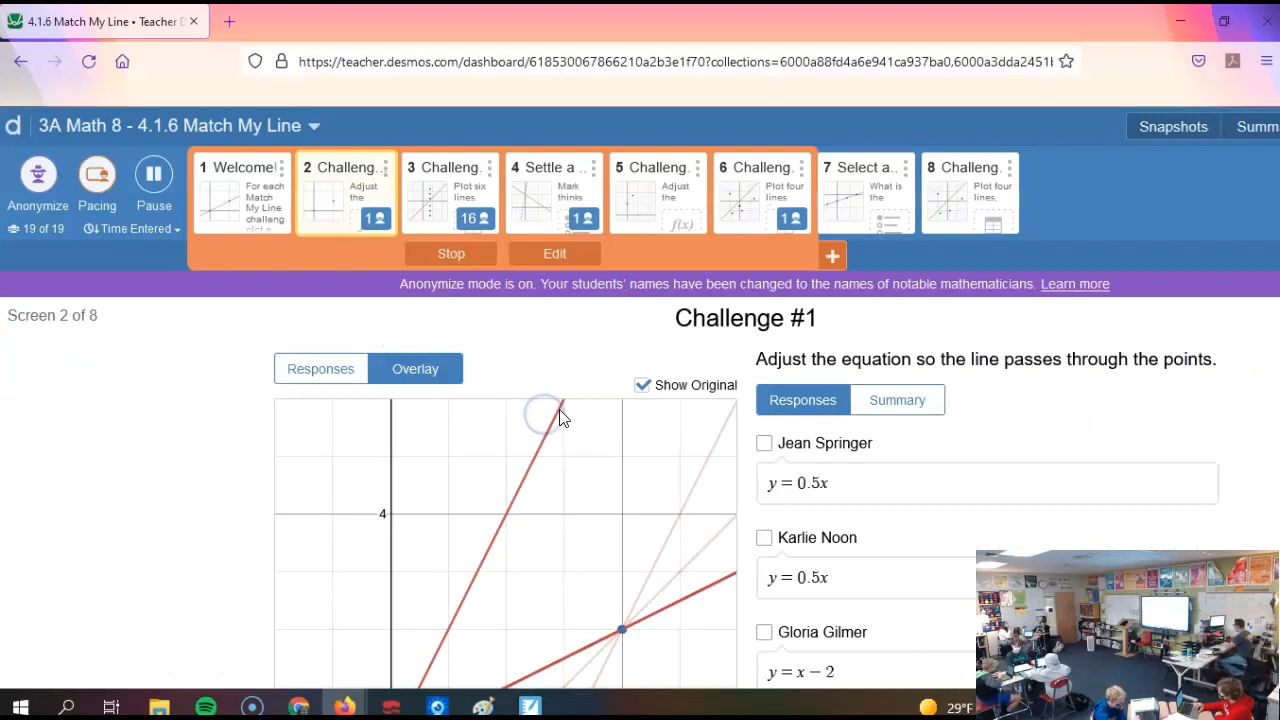 4.1.6 Match My Line • Teacher D
https://teacher.desmos.com/dashboard/618553067866210a2b3e1f70?collections=6000a88fd4a6e941ca937ba0,6000a3dda2451
3A Math 8 - 4.1.6 Match My Line
Snapshots
Summ
Anonymize
Pacing
Pause
19 of 19
Time Entered
1 Welcome!
For each
Match
My Line
challeng
plot a
2 Challeng..
Adjust
the
1
3 Challeng.
Plot six
lines
16
4 Settle a ..
Mark
thinks
1
5 Challeng.
Adjust
the
f(x)
6 Challeng.
Plot four
lines,
1
7 Select a..
What is
the
8 Challeng.
Plot four
lines,
Stop
Edit
Anonymize mode is on. Your students' names have been changed to the names of notable mathematicians. Learn more
Screen 2 of 8
Challenge #1
Responses
Overlay
Show Original
4
Adjust the equation so the line passes through the points.
Responses
Summary
Jean Springer
y = 0.5x
Karlie Noon
y = 0.5x
Gloria Gilmer
y = x − 2
29°F